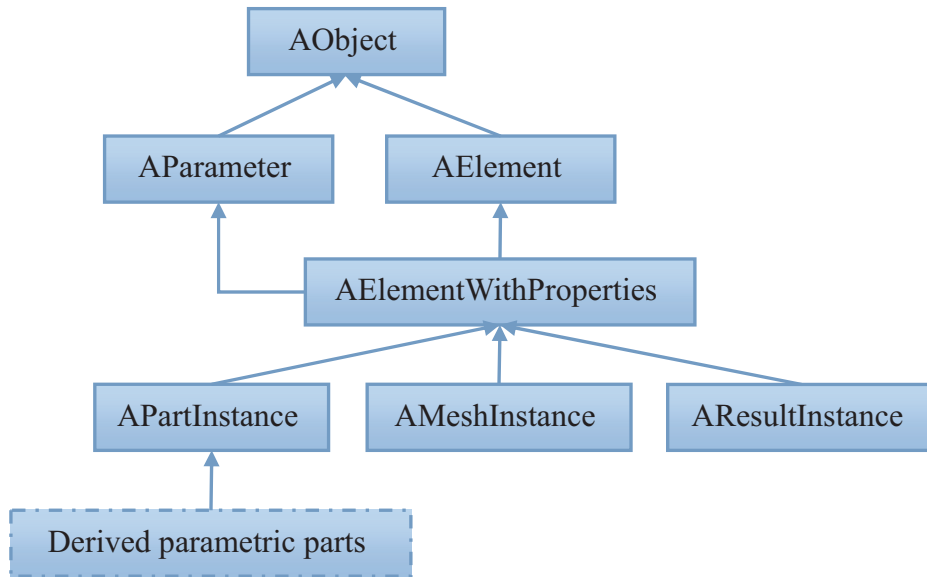 AObject
AParameter
AElement
AElementWithProperties
APartInstance
AMeshInstance
AResultInstance
Derived parametric parts